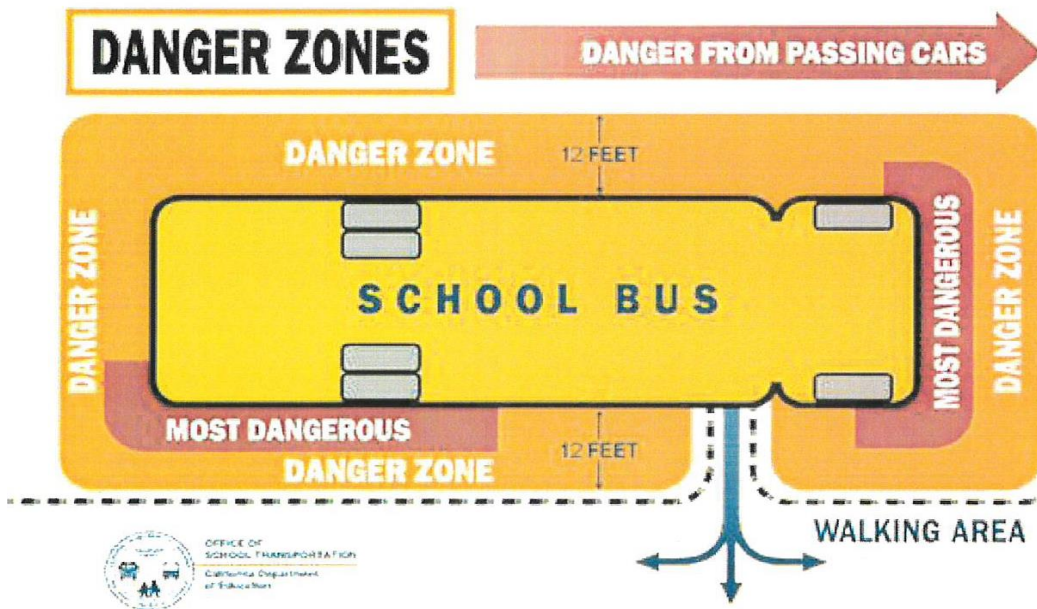 DANGER ZONES
DANGER FROM PASSING CARS
DANGER ZONE
12 FEET
DANGER ZONE
SCHOOL BUS
MOST DANGEROUS
DANGER ZONE
MOST DANGEROUS
12 FEET
DANGER ZONE
WALKING AREA
OFFICE OF
SCHOOL TRANSPORTATION
California Department
of Education